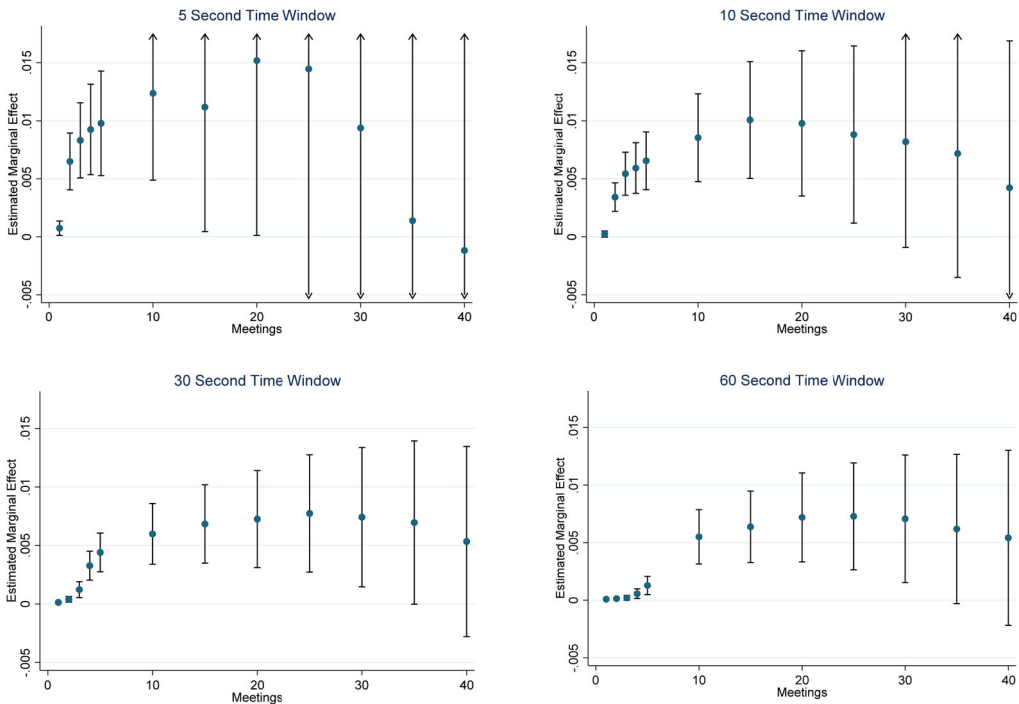 5 Second Time Window
Estimated Marginal Effect
.015
.01
.005
0
-.005
0 10 20 30 40
Meetings
10 Second Time Window
Estimated Marginal Effect
.015
.01
.005
0
-.005
0 10 20 30 40
Meetings
30 Second Time Window
Estimated Marginal Effect
.015
.01
.005
0
-.005
0 10 20 30 40
Meetings
60 Second Time Window
Estimated Marginal Effect
.015
.01
.005
0
-.005
0 10 20 30 40
Meetings